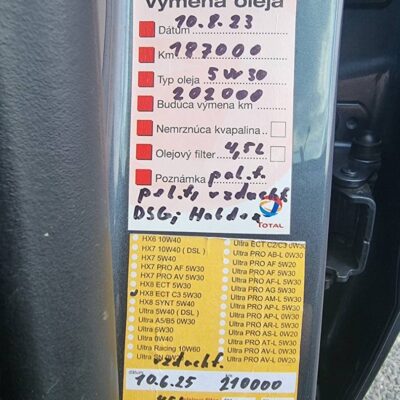 Výmena oleja
Dátum 10.8.23
Km 187000
Typ oleja 5W30
Budúca výmena km 202000
Nemrznúca kvapalina..
Olejový filter 4,5L
Poznámka pal.f.
pel.f, vzduchf.
DSG; Haldex
TOTAL
HX6 10W40
HX7 10W40 ( DSL )
HX7 5W40
HX7 PRO AF 5W30
HX7 PRO AV 5W30
HX8 ECT 5W30
HX8 ECT C3 5W30
HX8 SYNT 5W40
Ultra 5W40 ( DSL )
Ultra A5/B5 0W30
Ultra 5W30
Ultra 0W40
Ultra Racing 10W60
Ultra SN 0W20
Ultra ECT C2/C3 0W30
Ultra PRO AB-L 0W30
Ultra PRO AF 5W20
Ultra PRO AF-L 5W30
Ultra PRO AG 5W30
Ultra PRO AM-L 5W30
Ultra PRO AP-L 5W30
Ultra PRO AP-L 0W30
Ultra PRO AR-L 5W30
Ultra PRO AS-L 0W20
Ultra PRO AT-L 5W30
Ultra PRO AV-L 0W30
Ultra PRO AV-L 0W20
vzduchf.
dátum
10.6.25 210000